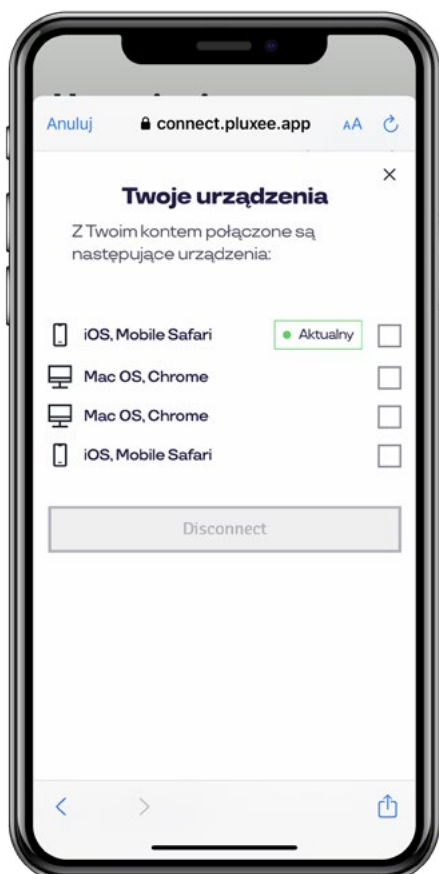 Anuluj connect.pluxee.app AA
Twoje urządzenia
Z Twoim kontem połączone są
następujące urządzenia:
iOS, Mobile Safari Aktualny
Mac OS, Chrome
Mac OS, Chrome
iOS, Mobile Safari
Disconnect